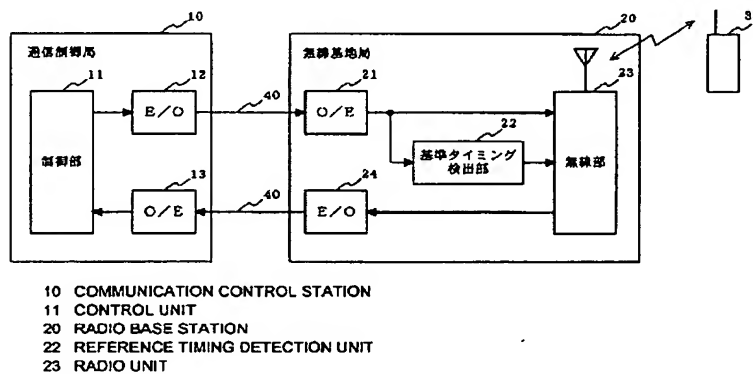 10
20
3
通信制御局
無線基地局
11
12
21
23
E/O
40
O/E
22
制御部
基準タイミング
検出部
無線部
13
24
O/E
40
E/O
10 COMMUNICATION CONTROL STATION
11 CONTROL UNIT
20 RADIO BASE STATION
22 REFERENCE TIMING DETECTION UNIT
23 RADIO UNIT